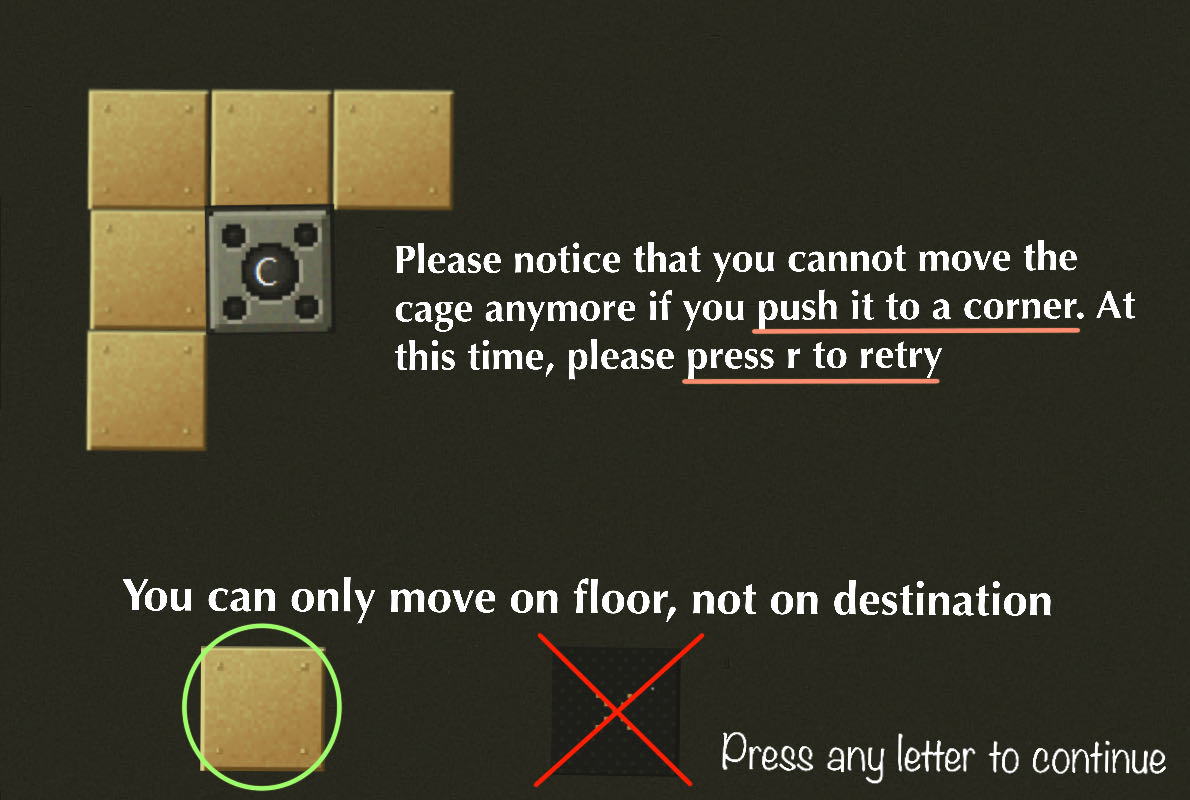 C
Please notice that you cannot move the
cage anymore if you push it to a corner. At
this time, please press r to retry
You can only move on floor, not on destination
Press any letter to continue